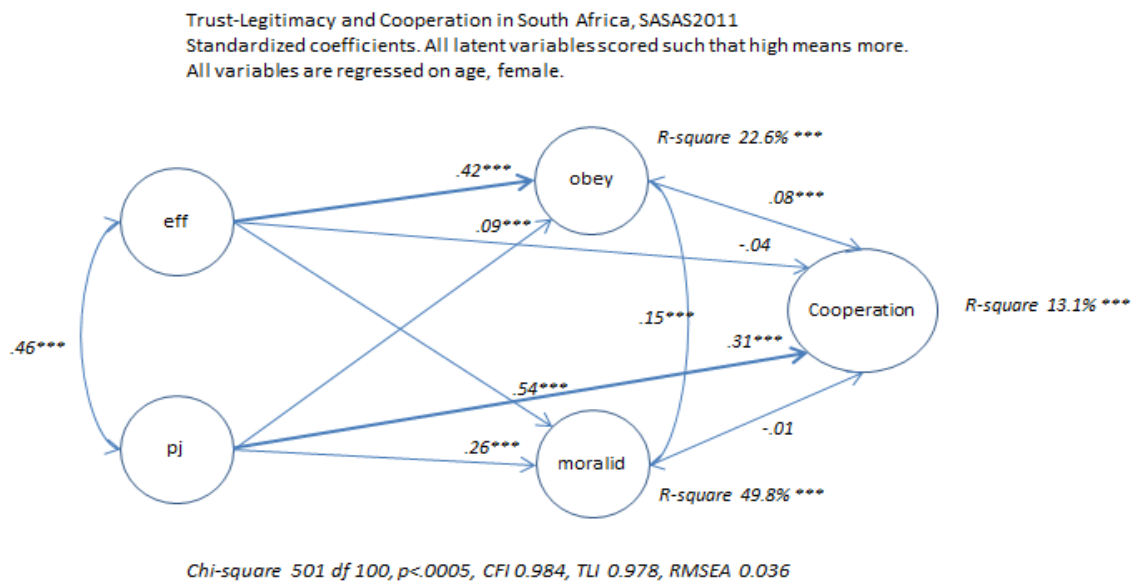 Trust-Legitimacy and Cooperation in South Africa, SASAS2011
Standardized coefficients. All latent variables scored such that high means more.
All variables are regressed on age, female.
R-square 22.6% ***
.42***
obey
.08***
eff
.09***
-.04
Cooperation
R-square 13.1% ***
.15***
.31***
.46***
.54***
-.01
pj
.26***
moralid
R-square 49.8% ***
Chi-square 501 df 100, p<.0005, CFI 0.984, TLI 0.978, RMSEA 0.036